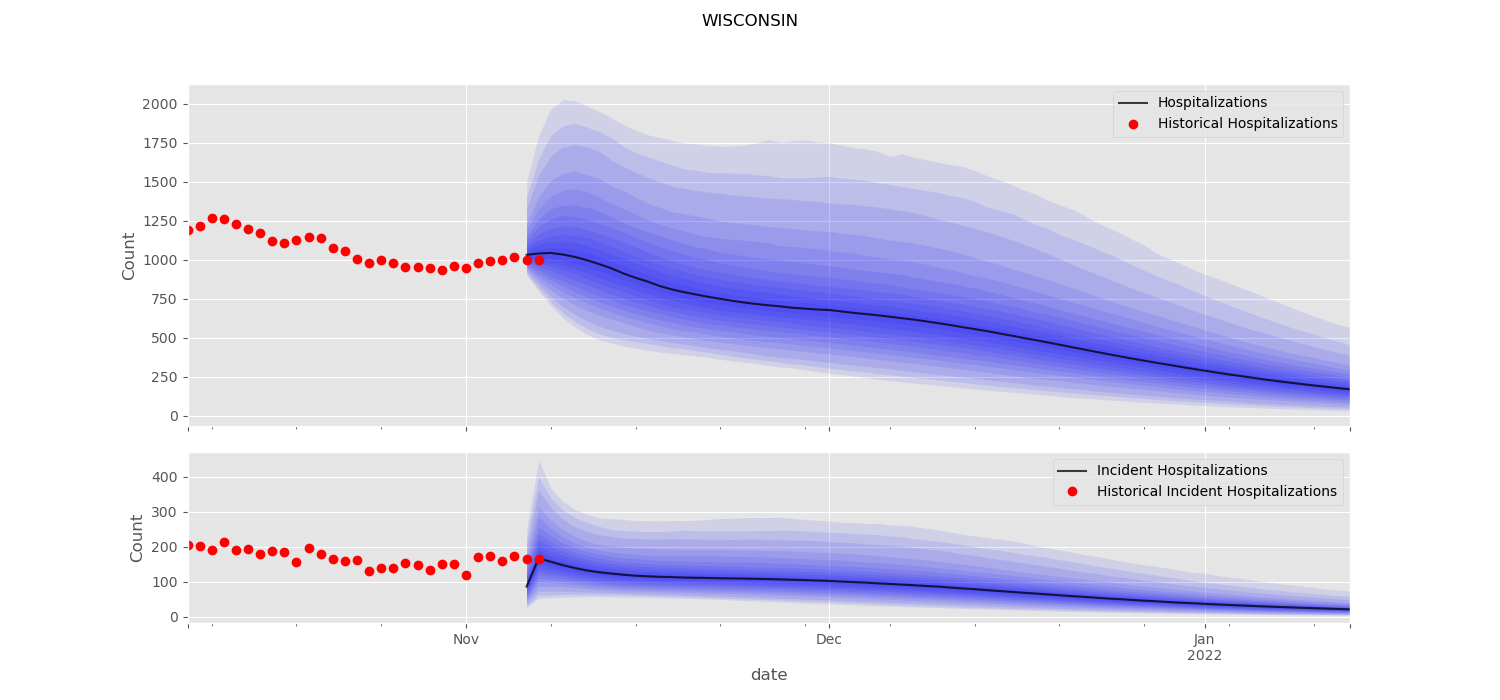 WISCONSIN
Count
2000
1750
1500
1250
1000
750
500
250
0
Hospitalizations
Historical Hospitalizations
Count
400
300
200
100
0
Incident Hospitalizations
Historical Incident Hospitalizations
Nov
Dec
Jan
2022
date